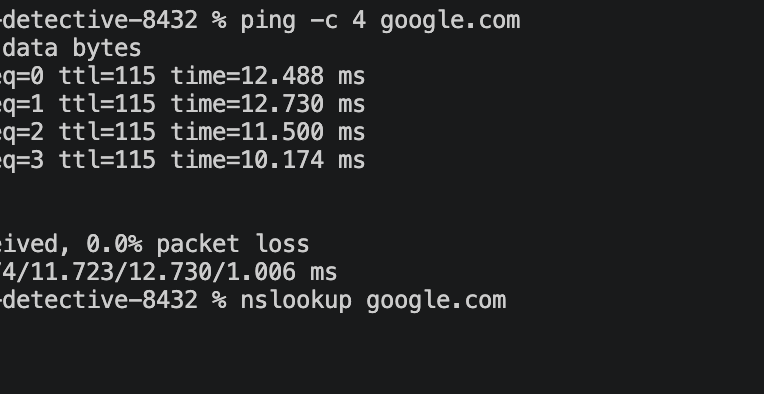 -detective-8432 % ping -c 4 google.com
data bytes
eq=0 ttl=115 time=12.488 ms
eq=1 ttl=115 time=12.730 ms
eq=2 ttl=115 time=11.500 ms
eq=3 ttl=115 time=10.174 ms
eived, 0.0% packet loss
74/11.723/12.730/1.006 ms
-detective-8432 % nslookup google.com